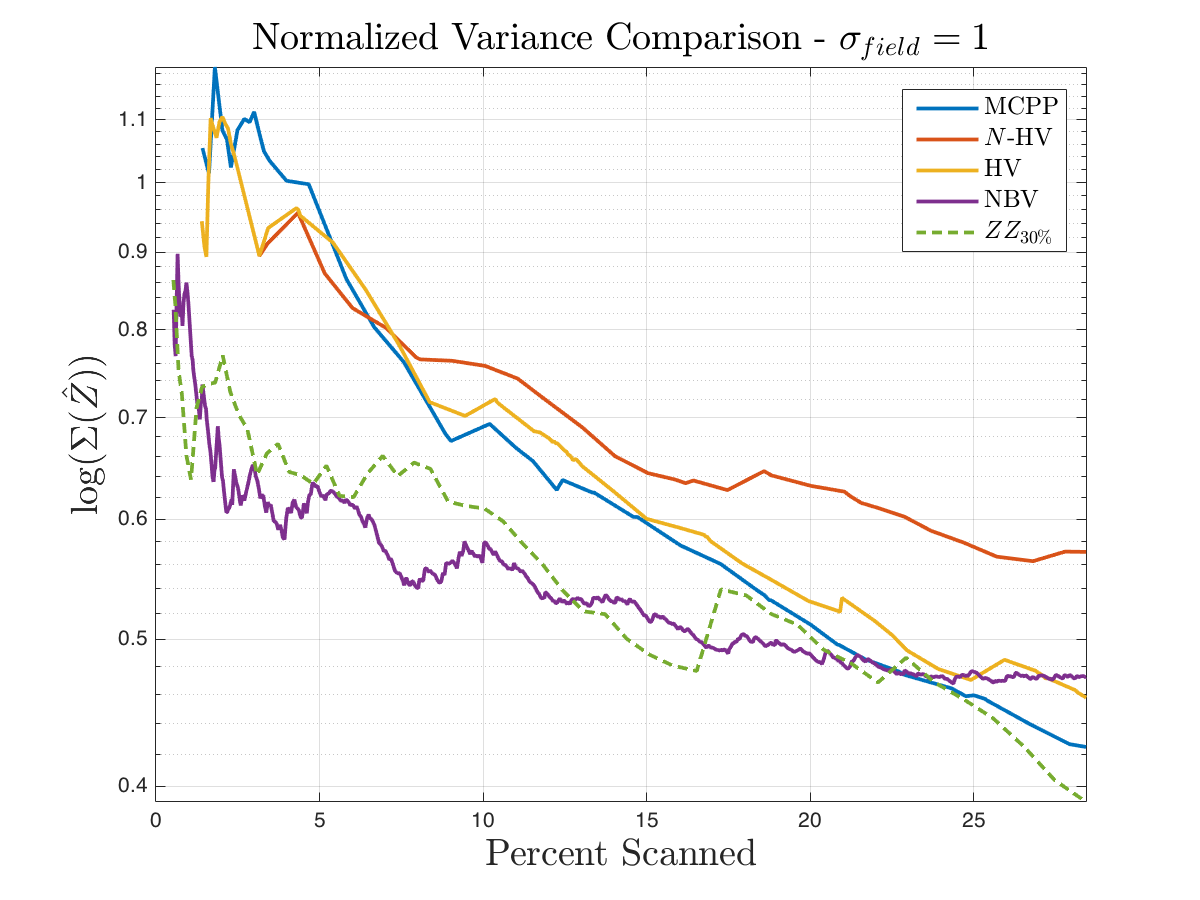 Normalized Variance Comparison - σ_field = 1
1.1
1
0.9
0.8
0.7
0.6
0.5
0.4
log(Σ(Ẑ))
MCPP
N-HV
HV
NBV
ZZ_30%
0 5 10 15 20 25
Percent Scanned